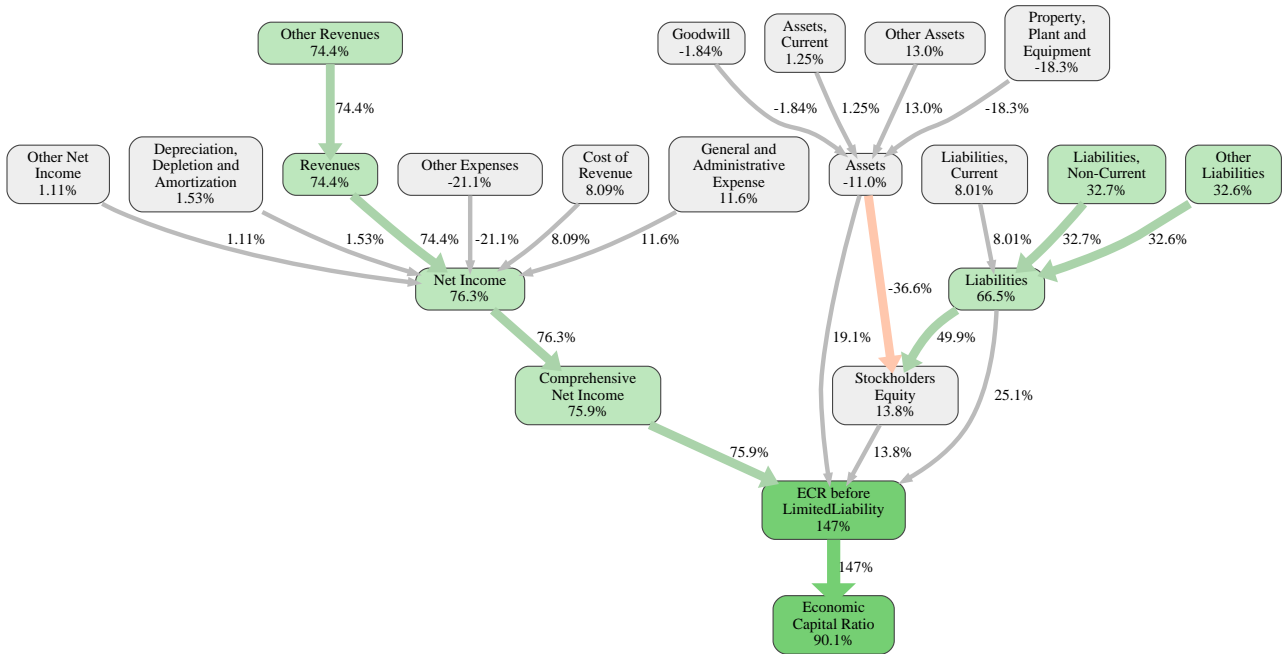 Other Revenues
74.4%
Goodwill
-1.84%
Assets,
Current
1.25%
Other Assets
13.0%
Property,
Plant and
Equipment
-18.3%
74.4%
-1.84%
1.25%
13.0%
-18.3%
Other Net
Income
1.11%
Depreciation,
Depletion and
Amortization
1.53%
Revenues
74.4%
Other Expenses
-21.1%
Cost of
Revenue
8.09%
General and
Administrative
Expense
11.6%
Assets
-11.0%
Liabilities,
Current
8.01%
Liabilities,
Non-Current
32.7%
Other
Liabilities
32.6%
1.11%
1.53%
74.4%
-21.1%
8.09%
11.6%
8.01%
32.7%
32.6%
Net Income
76.3%
-36.6%
Liabilities
66.5%
76.3%
19.1%
49.9%
Comprehensive
Net Income
75.9%
Stockholders
Equity
13.8%
25.1%
75.9%
13.8%
ECR before
LimitedLiability
147%
147%
Economic
Capital Ratio
90.1%